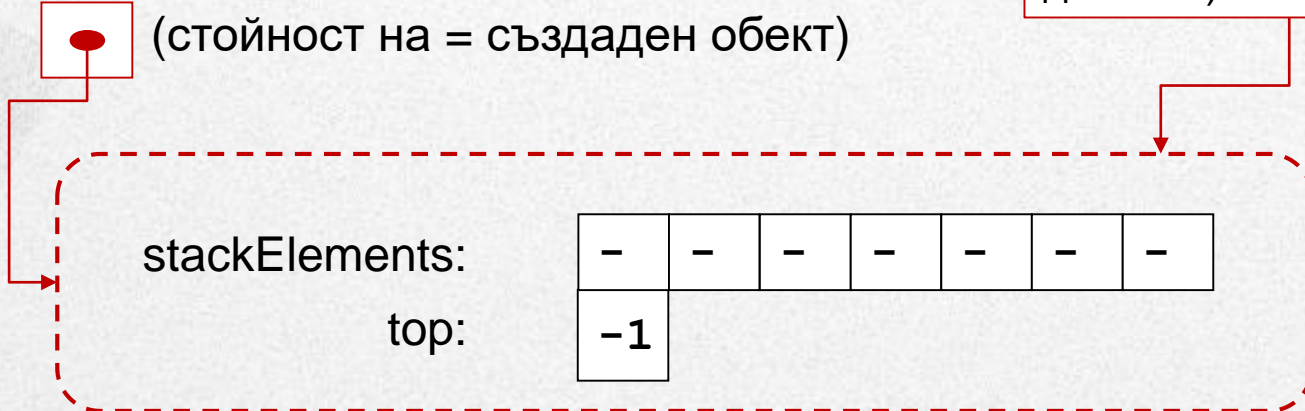 (стойност на = създаден обект)
stackElements: - - - - - - -
top: -1